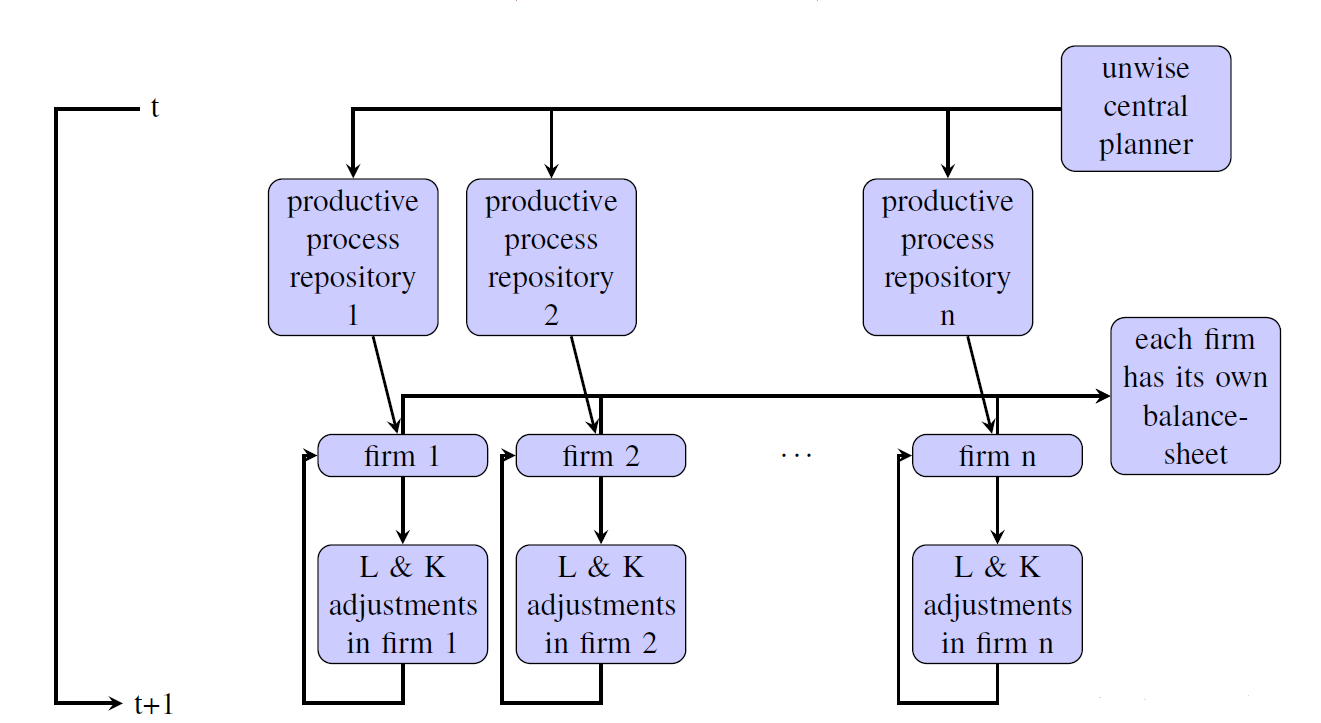 unwise
central
planner
t
productive
process
repository
1
productive
process
repository
2
productive
process
repository
n
each firm
has its own
balance-
sheet
firm 1
firm 2
...
firm n
L & K
adjustments
in firm 1
L & K
adjustments
in firm 2
L & K
adjustments
in firm n
t+1